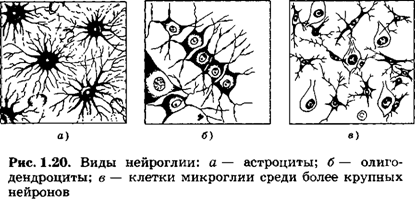 а) б) в)
Рис. 1.20. Виды нейроглии: а — астроциты; б — олиго-
дендроциты; в — клетки микроглии среди более крупных
нейронов